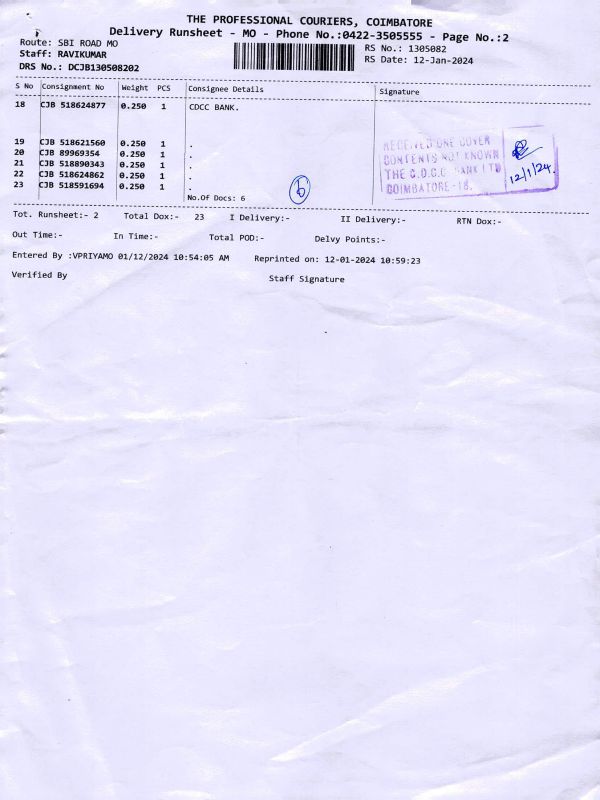 THE PROFESSIONAL COURIERS, COIMBATORE
Delivery Runsheet - MO - Phone No.:0422-3505555 - Page No.:2
Route: SBI ROAD MO
RS No.: 1305082
Staff: RAVIKUMAR
RS Date: 12-Jan-2024
DRS No.: DCJB130508202
S No Consignment No Weight PCS Consignee Details Signature
18 CJB 518624877 0.250 1 CDCC BANK.
19 CJB 518621560 0.250 1 .
20 CJB 89969354 0.250 1 .
21 CJB 518890343 0.250 1 .
22 CJB 518624862 0.250 1 .
23 CJB 518591694 0.250 1 .
RECEIVED ONE COVER
CONTENTS NOT KNOWN
THE C.D.C.C. BANK LTD
COIMBATORE-18.
12/1/24.
No.Of Docs: 6
6
Tot. Runsheet:- 2 Total Dox:- 23 I Delivery:- II Delivery:- RTN Dox:-
Out Time:- In Time:- Total POD:- Delvy Points:-
Entered By :VPRIYAMO 01/12/2024 10:54:05 AM Reprinted on: 12-01-2024 10:59:23
Verified By Staff Signature